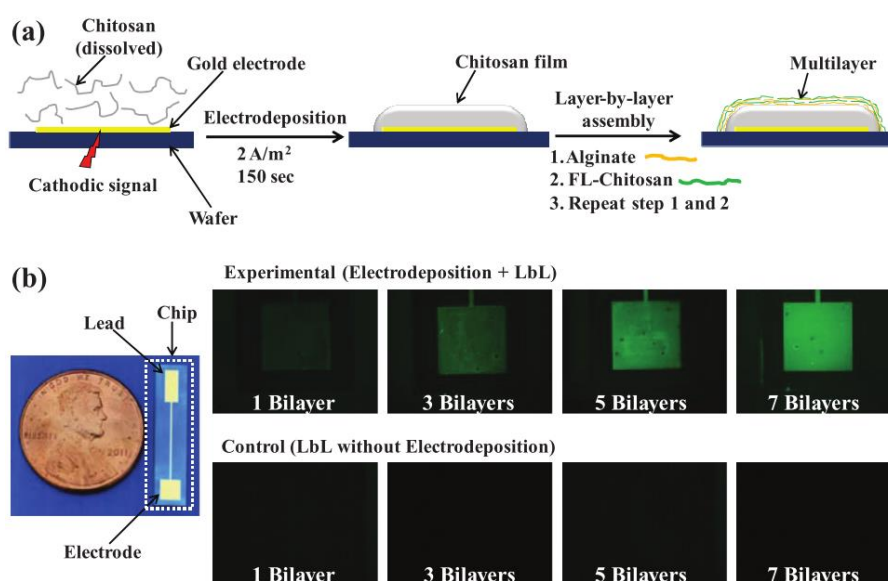 (a)
Chitosan
(dissolved)
Gold electrode
Cathodic signal
Wafer
Electrodeposition
2 A/m²
150 sec
Chitosan film
Layer-by-layer
assembly
1. Alginate
2. FL-Chitosan
3. Repeat step 1 and 2
Multilayer
(b)
Lead
Chip
Electrode
Experimental (Electrodeposition + LbL)
1 Bilayer
3 Bilayers
5 Bilayers
7 Bilayers
Control (LbL without Electrodeposition)
1 Bilayer
3 Bilayers
5 Bilayers
7 Bilayers